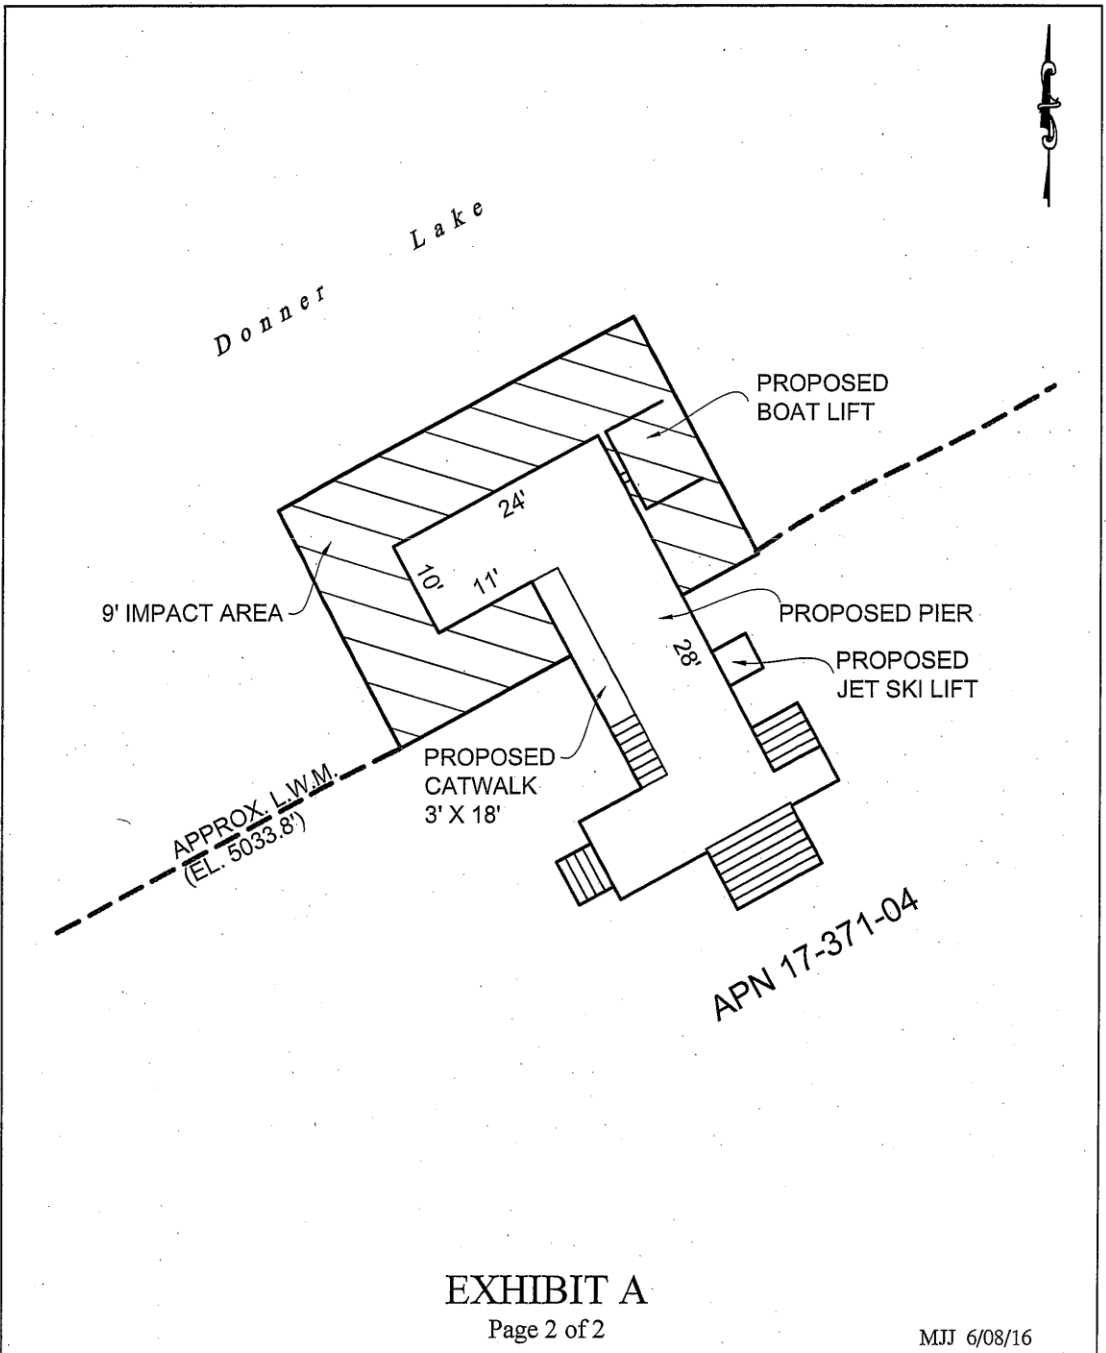 Donner Lake
PROPOSED
BOAT LIFT
24'
10'
11'
9' IMPACT AREA
PROPOSED PIER
28'
PROPOSED
JET SKI LIFT
PROPOSED
CATWALK
3' X 18'
APPROX. L.W.M.
(EL. 5033.8')
APN 17-371-04
EXHIBIT A
Page 2 of 2
MJJ 6/08/16